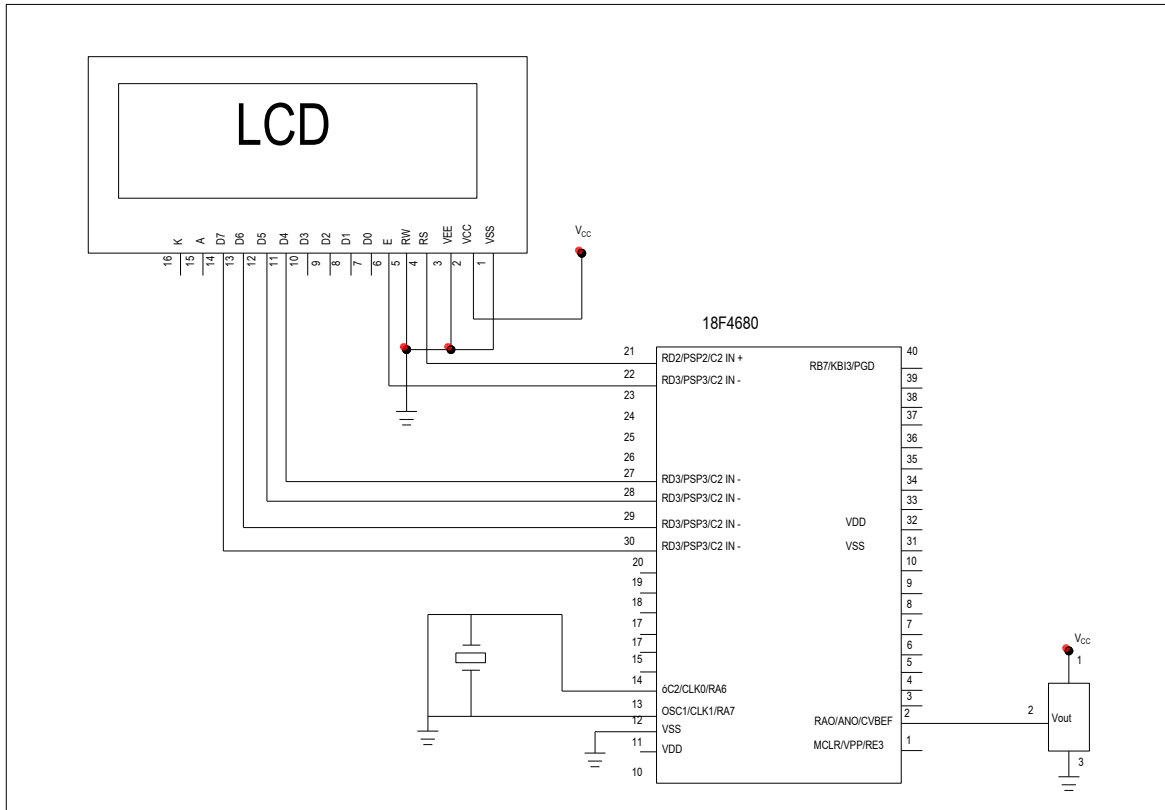 LCD
K
A
D7
D6
D5
D4
D3
D2
D1
D0
E
RW
RS
VEE
VCC
VSS
16
15
14
13
12
11
10
9
8
7
6
5
4
3
2
1
VCC
18F4680
21
RD2/PSP2/C2 IN +
22
RD3/PSP3/C2 IN -
23
24
25
26
27
RD3/PSP3/C2 IN -
28
RD3/PSP3/C2 IN -
29
RD3/PSP3/C2 IN -
30
RD3/PSP3/C2 IN -
20
19
18
17
17
15
14
óC2/CLK0/RA6
13
OSC1/CLK1/RA7
12
VSS
11
VDD
10
40
RB7/KBI3/PGD
39
38
37
36
35
34
33
VDD
32
VSS
31
10
9
8
7
6
5
4
3
RAO/ANO/CVBEF
2
MCLR/VPP/RE3
1
VCC
1
2
Vout
3